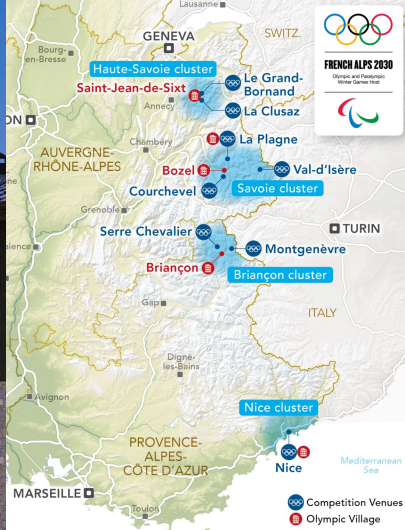 Lausanne
GENEVA
SWITZ.
FRENCH ALPS 2030
Olympic and Paralympic
Winter Games Host
Bourg-
en-Bresse
Haute-Savoie cluster
Saint-Jean-de-Sixt
Le Grand-
Bornand
Annecy
La Clusaz
ON
Chambéry
La Plagne
AUVERGNE-
RHÔNE-ALPES
Bozel
Val-d'Isère
Courchevel
Savoie cluster
Grenoble
Serre Chevalier
TURIN
alence
Montgenèvre
Briançon
Briançon cluster
Gap
ITALY
Digne-
les-Bains
Avignon
Nice cluster
PROVENCE-
ALPES-
CÔTE D'AZUR
Nice
Mediterranean
Sea
MARSEILLE
Toulon
Competition Venues
Olympic Village